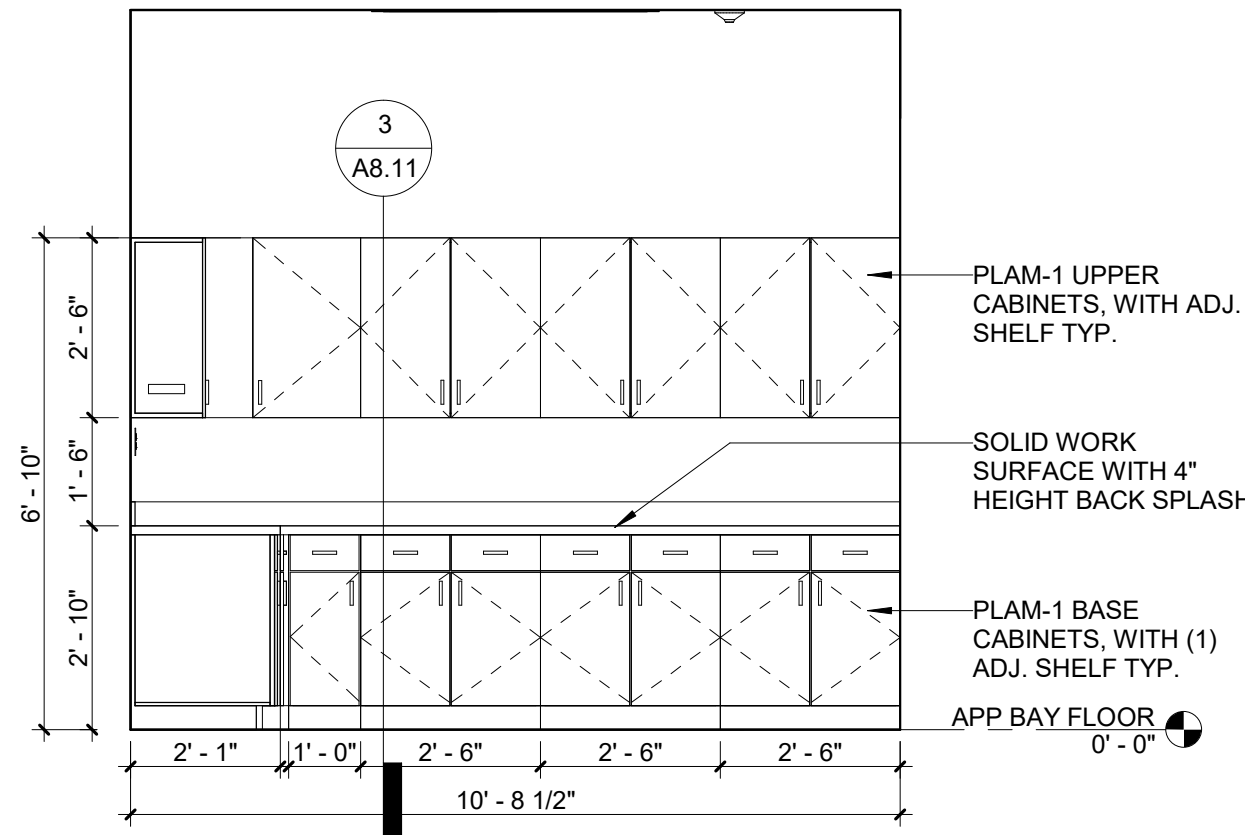 3
A8.11
PLAM-1 UPPER
CABINETS, WITH ADJ.
SHELF TYP.
2' - 6"
1' - 6"
6' - 10"
2' - 10"
SOLID WORK
SURFACE WITH 4"
HEIGHT BACK SPLASH
PLAM-1 BASE
CABINETS, WITH (1)
ADJ. SHELF TYP.
APP BAY FLOOR
0' - 0"
2' - 1"
1' - 0"
2' - 6"
2' - 6"
2' - 6"
10' - 8 1/2"